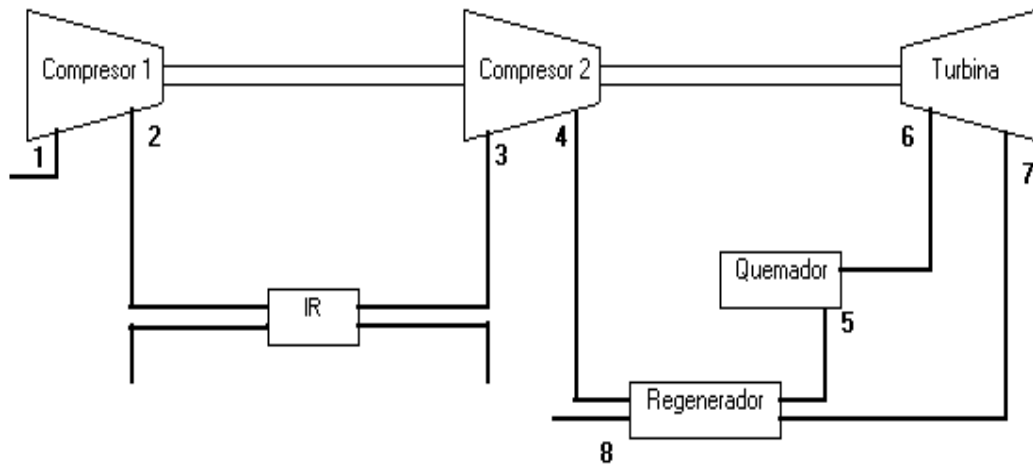 Compresor 1
Compresor 2
Turbina
1
2
3
4
6
7
Quemador
IR
5
Regenerador
8